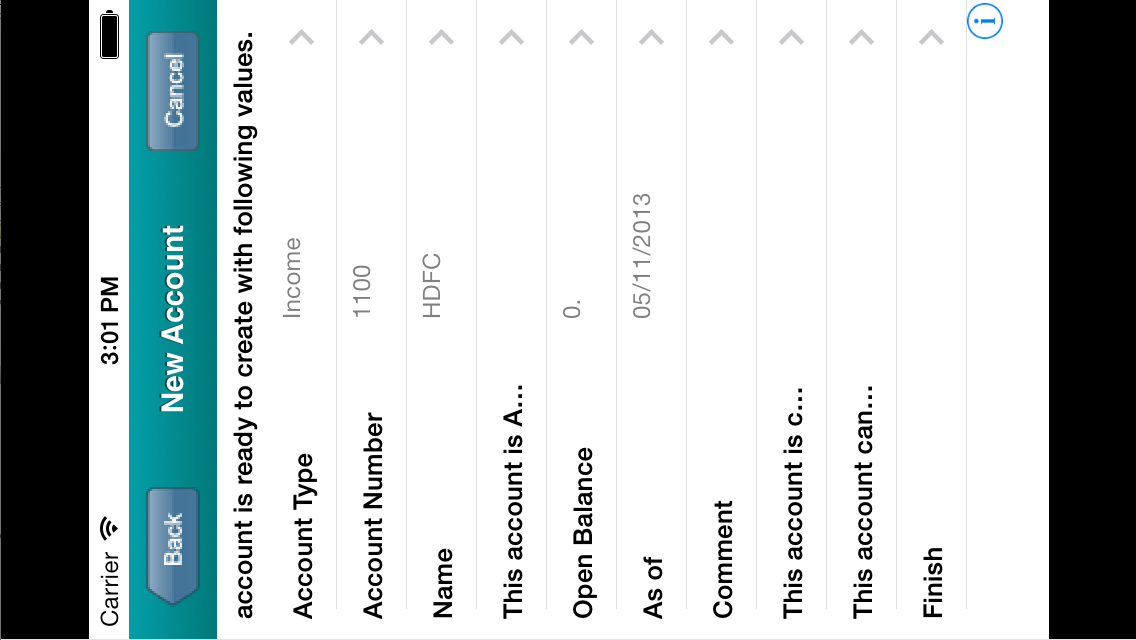 Carrier 3:01 PM
Back New Account Cancel
account is ready to create with following values.
Account Type Income
Account Number 1100
Name HDFC
This account is A...
Open Balance 0.
As of 05/11/2013
Comment
This account is c...
This account can...
Finish
i